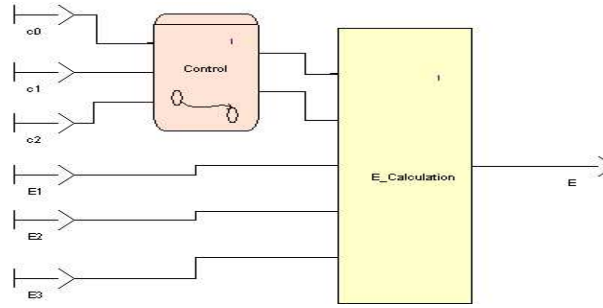 c0
1
Control
1
c1
c2
E1
E_Calculation
E
E2
E3